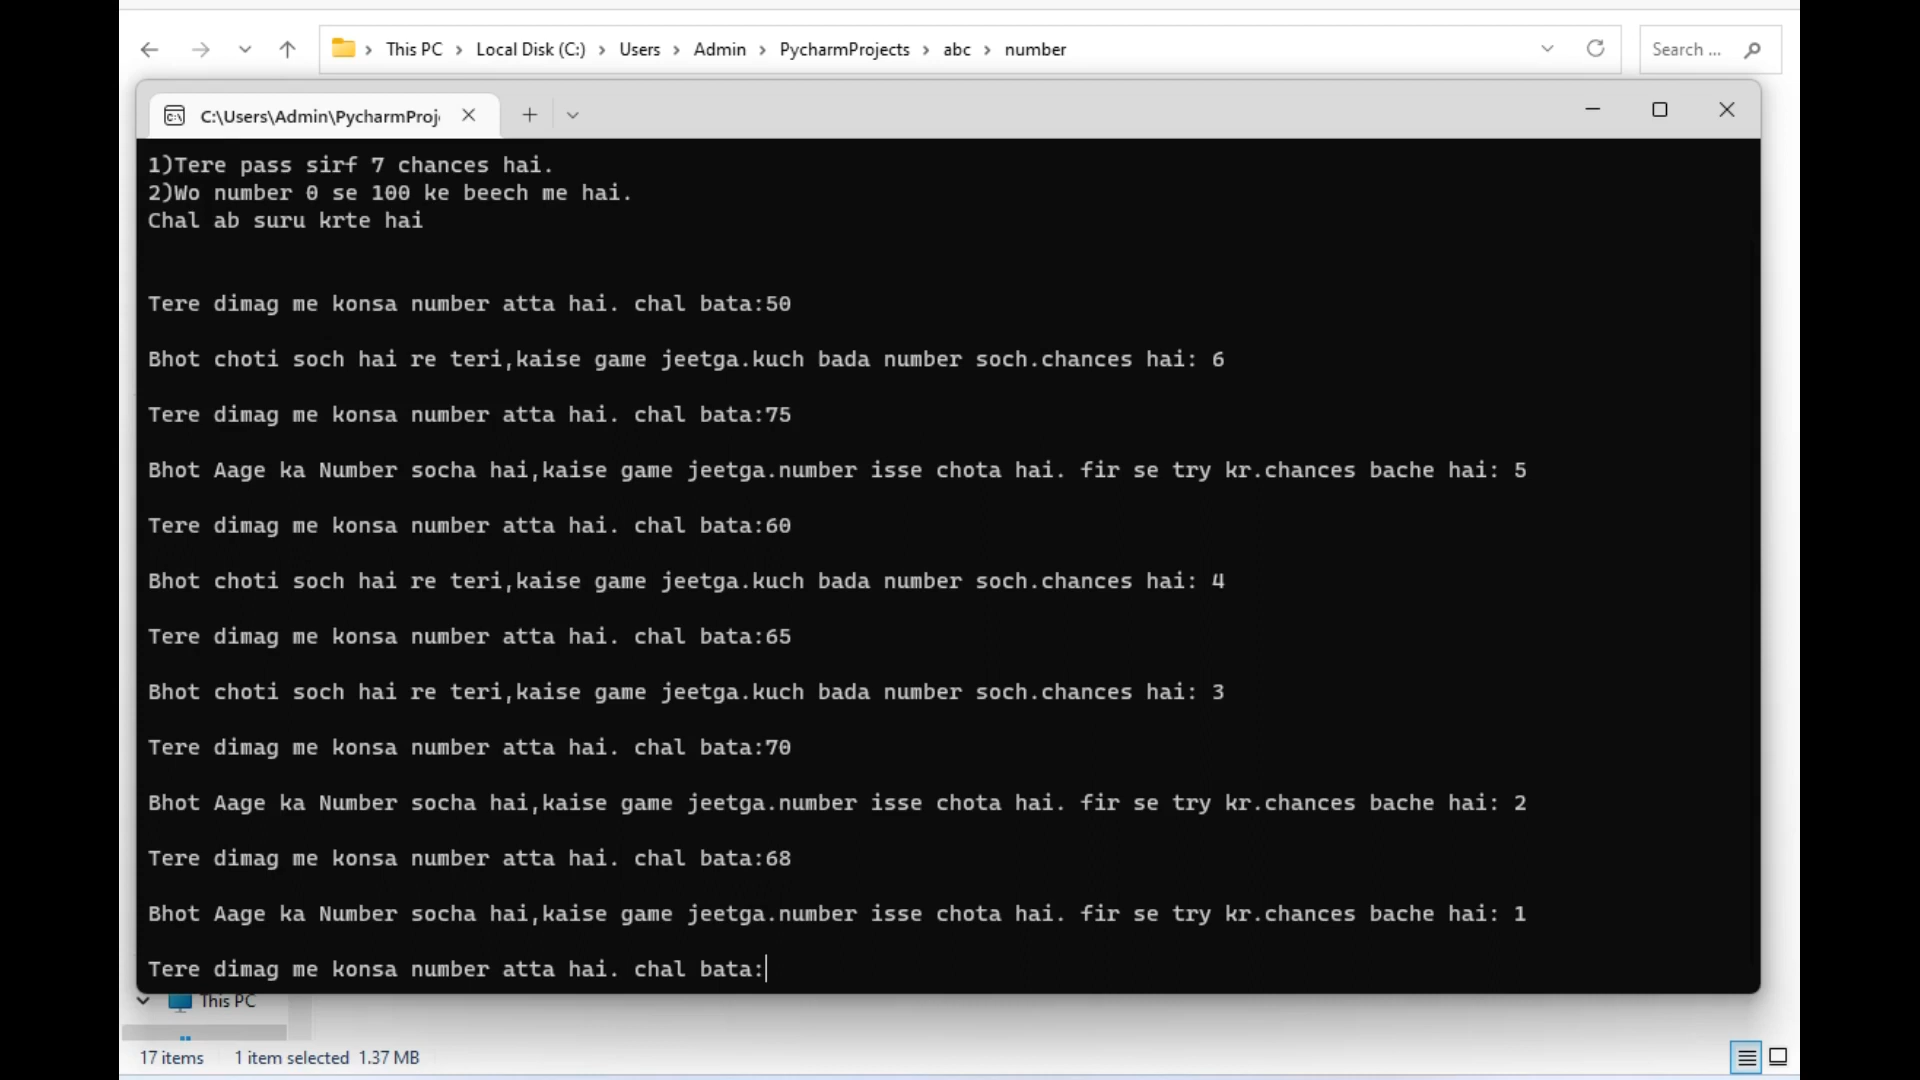 This PC > Local Disk (C:) > Users > Admin > PycharmProjects > abc > number
Search ...
C:\Users\Admin\PycharmProj
1)Tere pass sirf 7 chances hai.
2)Wo number 0 se 100 ke beech me hai.
Chal ab suru krte hai
Tere dimag me konsa number atta hai. chal bata:50
Bhot choti soch hai re teri,kaise game jeetga.kuch bada number soch.chances hai: 6
Tere dimag me konsa number atta hai. chal bata:75
Bhot Aage ka Number socha hai,kaise game jeetga.number isse chota hai. fir se try kr.chances bache hai: 5
Tere dimag me konsa number atta hai. chal bata:60
Bhot choti soch hai re teri,kaise game jeetga.kuch bada number soch.chances hai: 4
Tere dimag me konsa number atta hai. chal bata:65
Bhot choti soch hai re teri,kaise game jeetga.kuch bada number soch.chances hai: 3
Tere dimag me konsa number atta hai. chal bata:70
Bhot Aage ka Number socha hai,kaise game jeetga.number isse chota hai. fir se try kr.chances bache hai: 2
Tere dimag me konsa number atta hai. chal bata:68
Bhot Aage ka Number socha hai,kaise game jeetga.number isse chota hai. fir se try kr.chances bache hai: 1
Tere dimag me konsa number atta hai. chal bata:
This PC
17 items 1 item selected 1.37 MB